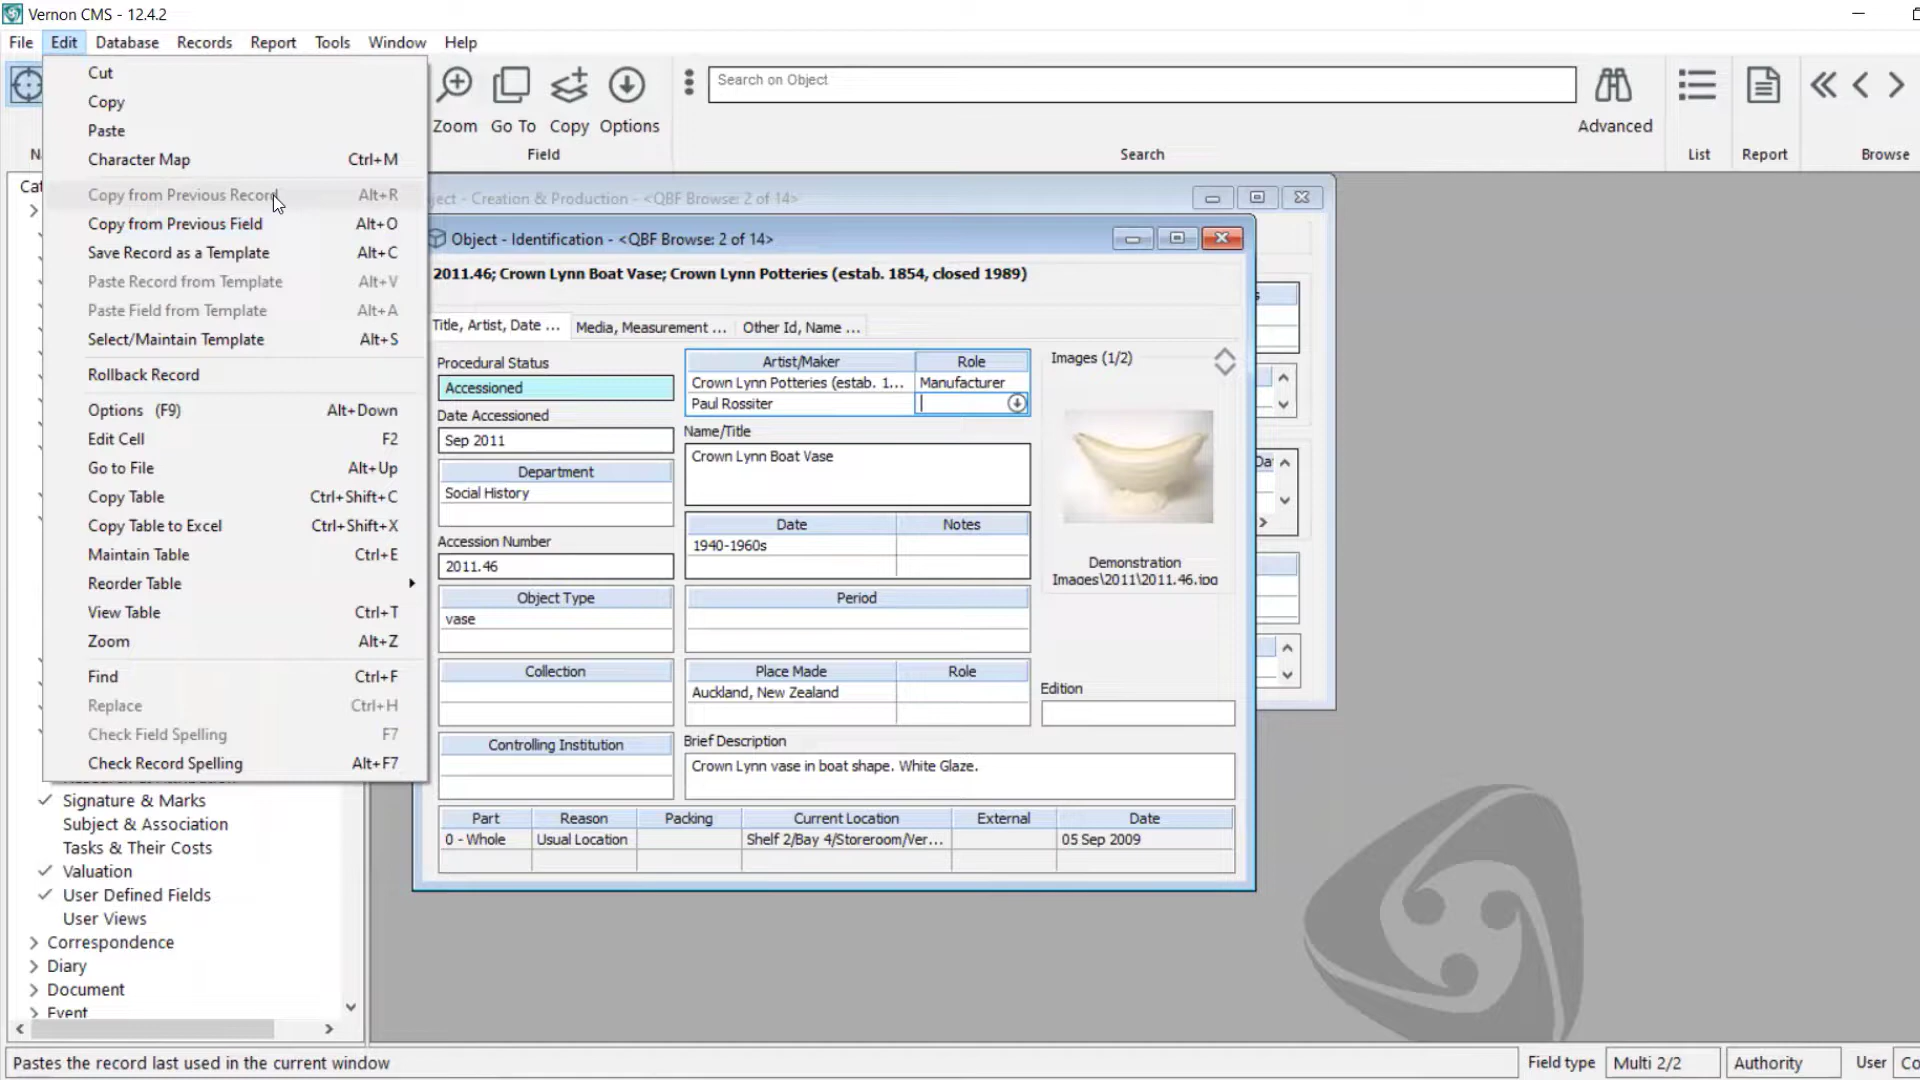 Vernon CMS - 12.4.2
File Edit Database Records Report Tools Window Help
Cut
Copy
Paste
Character Map Ctrl+M
Copy from Previous Record Alt+R
Copy from Previous Field Alt+O
Save Record as a Template Alt+C
Paste Record from Template Alt+V
Paste Field from Template Alt+A
Select/Maintain Template Alt+S
Rollback Record
Options (F9) Alt+Down
Edit Cell F2
Go to File Alt+Up
Copy Table Ctrl+Shift+C
Copy Table to Excel Ctrl+Shift+X
Maintain Table Ctrl+E
Reorder Table
View Table Ctrl+T
Zoom Alt+Z
Find Ctrl+F
Replace Ctrl+H
Check Field Spelling F7
Check Record Spelling Alt+F7
Signature & Marks
Subject & Association
Tasks & Their Costs
Valuation
User Defined Fields
User Views
Correspondence
Diary
Document
Event
Zoom Go To Copy Options
Field
Search on Object
Search
Advanced
List
Report
Browse
ject - Creation & Production - <QBF Browse: 2 of 14>
Object - Identification - <QBF Browse: 2 of 14>
2011.46; Crown Lynn Boat Vase; Crown Lynn Potteries (estab. 1854, closed 1989)
Title, Artist, Date ... Media, Measurement ... Other Id, Name ...
Procedural Status
Accessioned
Date Accessioned
Sep 2011
Department
Social History
Accession Number
2011.46
Object Type
vase
Collection
Controlling Institution
Artist/Maker Role
Crown Lynn Potteries (estab. 1... Manufacturer
Paul Rossiter
Name/Title
Crown Lynn Boat Vase
Date Notes
1940-1960s
Period
Place Made Role
Auckland, New Zealand
Brief Description
Crown Lynn vase in boat shape. White Glaze.
Images (1/2)
Demonstration
Images\2011\2011.46.jpg
Edition
Part Reason Packing Current Location External Date
0 - Whole Usual Location Shelf 2/Bay 4/Storeroom/Ver... 05 Sep 2009
Pastes the record last used in the current window
Field type Multi 2/2 Authority User Co